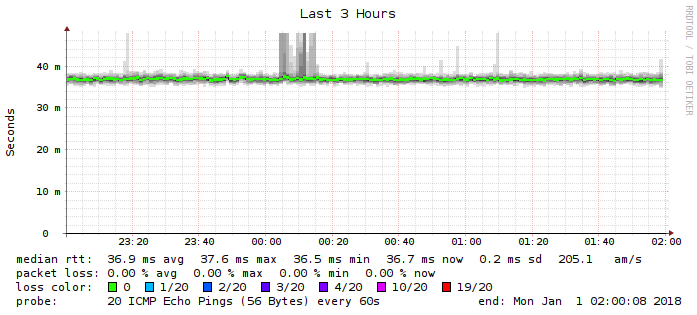 Last 3 Hours
RRDTOOL / TOBI OETIKER
Seconds
40 m
30 m
20 m
10 m
0
23:20 23:40 00:00 00:20 00:40 01:00 01:20 01:40 02:00
median rtt: 36.9 ms avg 37.6 ms max 36.5 ms min 36.7 ms now 0.2 ms sd 205.1 am/s
packet loss: 0.00 % avg 0.00 % max 0.00 % min 0.00 % now
loss color: 0 1/20 2/20 3/20 4/20 10/20 19/20
probe: 20 ICMP Echo Pings (56 Bytes) every 60s end: Mon Jan 1 02:00:08 2018